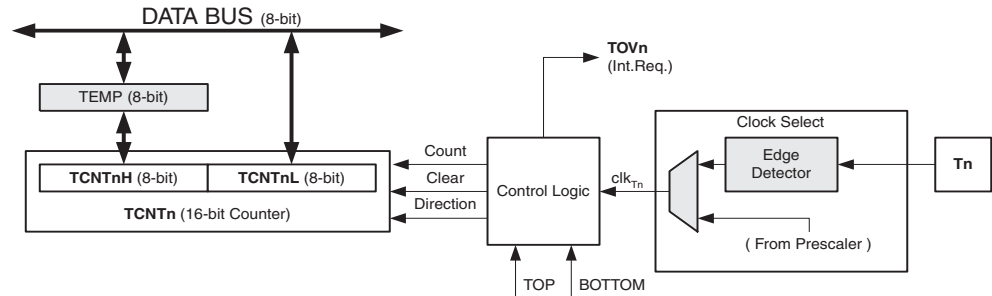 DATA BUS (8-bit)
TOVn
(Int.Req.)
TEMP (8-bit)
Clock Select
TCNTnH (8-bit)
TCNTnL (8-bit)
TCNTn (16-bit Counter)
Count
Clear
Direction
Control Logic
clkTn
Edge
Detector
Tn
( From Prescaler )
TOP
BOTTOM